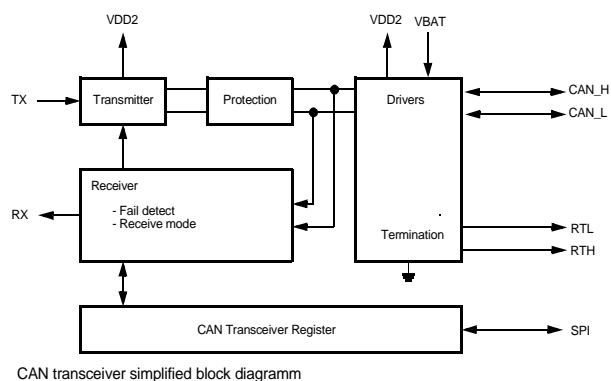 VDD2
VDD2
VBAT
TX
Transmitter
Protection
Drivers
CAN_H
CAN_L
Receiver
- Fail detect
- Receive mode
RX
Termination
RTL
RTH
CAN Transceiver Register
SPI
CAN transceiver simplified block diagramm